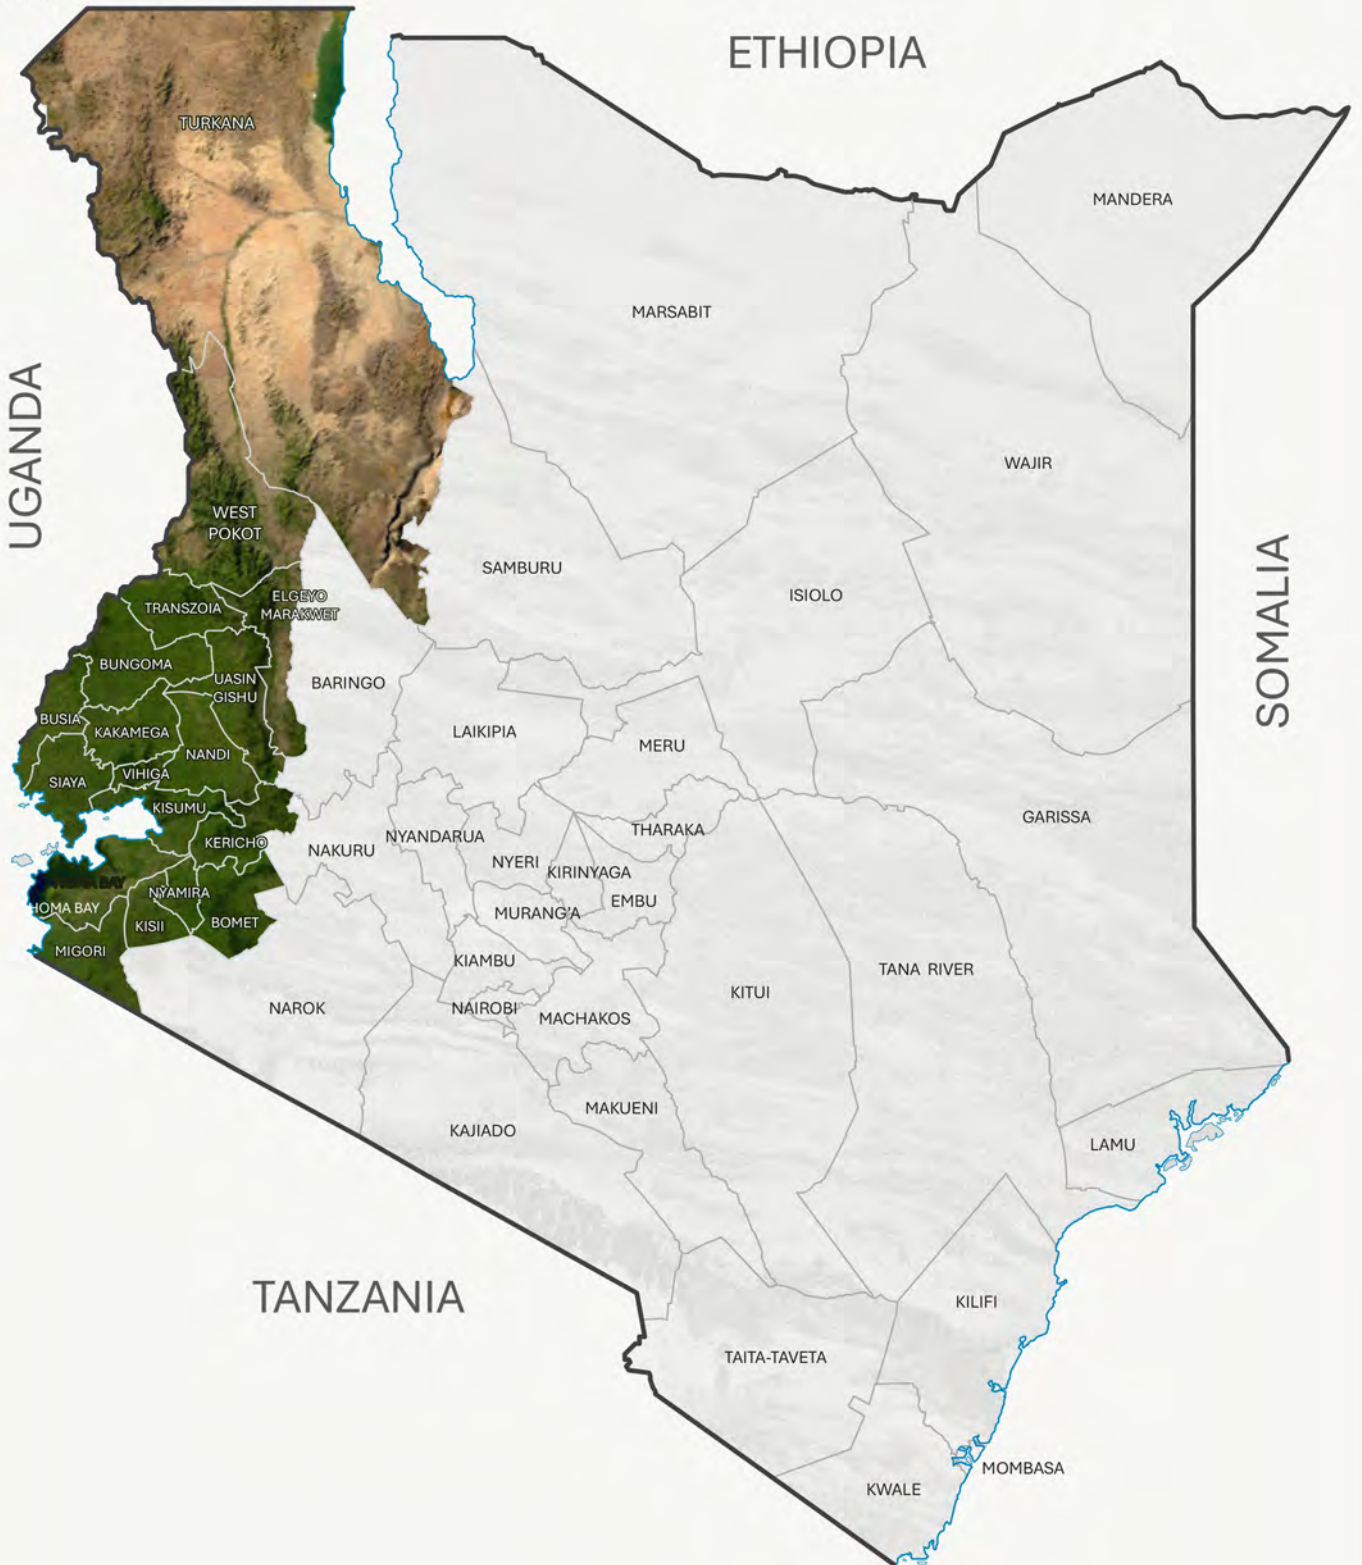 ETHIOPIA
TURKANA
MANDERA
MARSABIT
UGANDA
WAJIR
WEST
POKOT
SAMBURU
ISIOLO
SOMALIA
TRANSZOIA
ELGEYO
MARAKWET
BUNGOMA
UASIN
GISHU
BARINGO
BUSIA
KAKAMEGA
LAIKIPIA
MERU
NANDI
SIAYA
VIHIGA
KISUMU
GARISSA
KERICHO
NAKURU
NYANDARUA
THARAKA
NYERI
KIRINYAGA
HOMA BAY
NYAMIRA
EMBU
HOMA BAY
MURANG'A
KISII
BOMET
MIGORI
KIAMBU
TANA RIVER
KITUI
NAROK
NAIROBI
MACHAKOS
MAKUENI
KAJIADO
LAMU
TANZANIA
KILIFI
TAITA-TAVETA
MOMBASA
KWALE